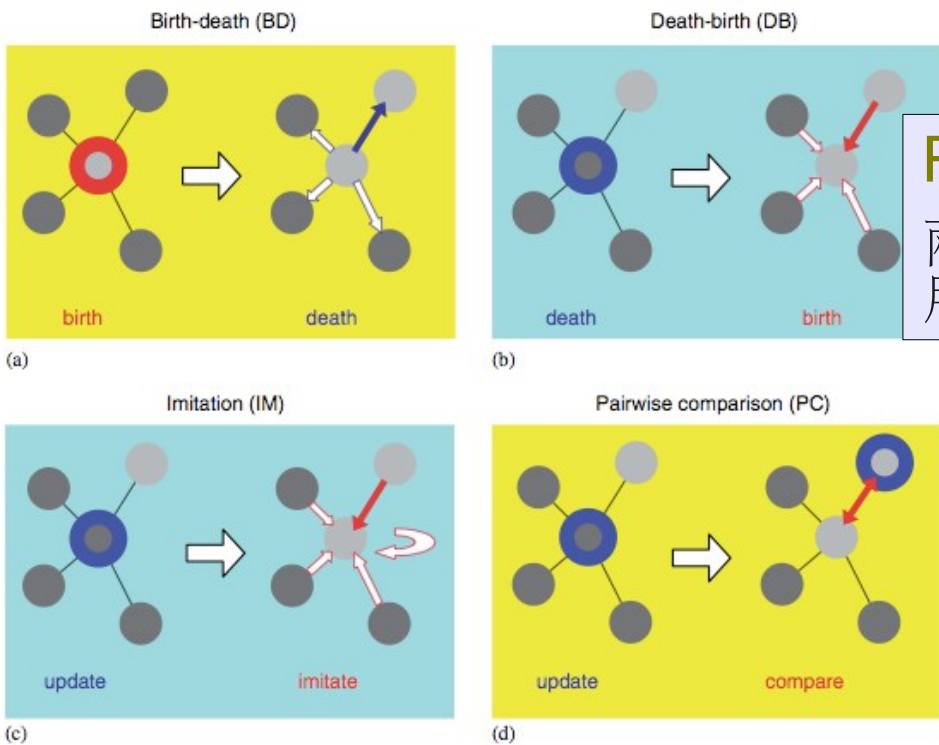 Birth-death (BD)
birth
death
(a)
Death-birth (DB)
death
birth
(b)
Imitation (IM)
update
imitate
(c)
Pairwise comparison (PC)
update
compare
(d)